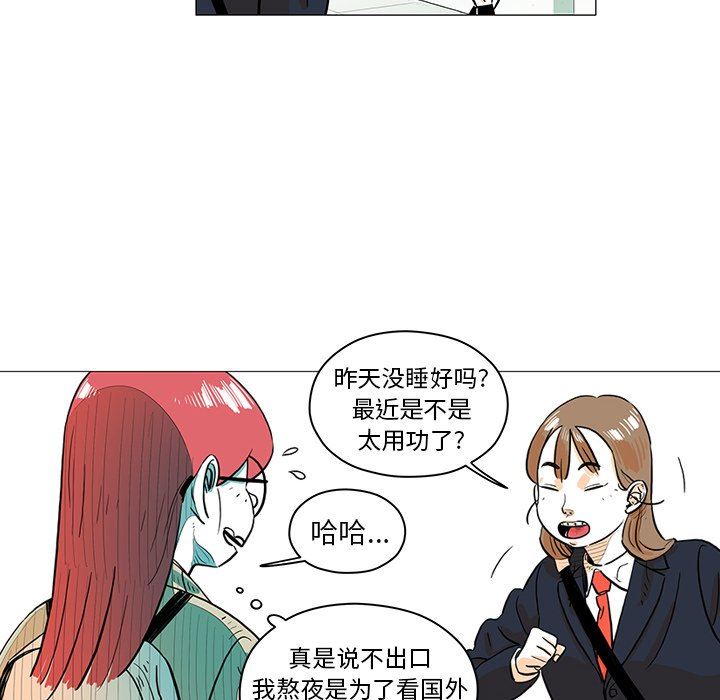 昨天没睡好吗?
最近是不是
太用功了?
哈哈...
真是说不出口
我熬夜是为了看国外